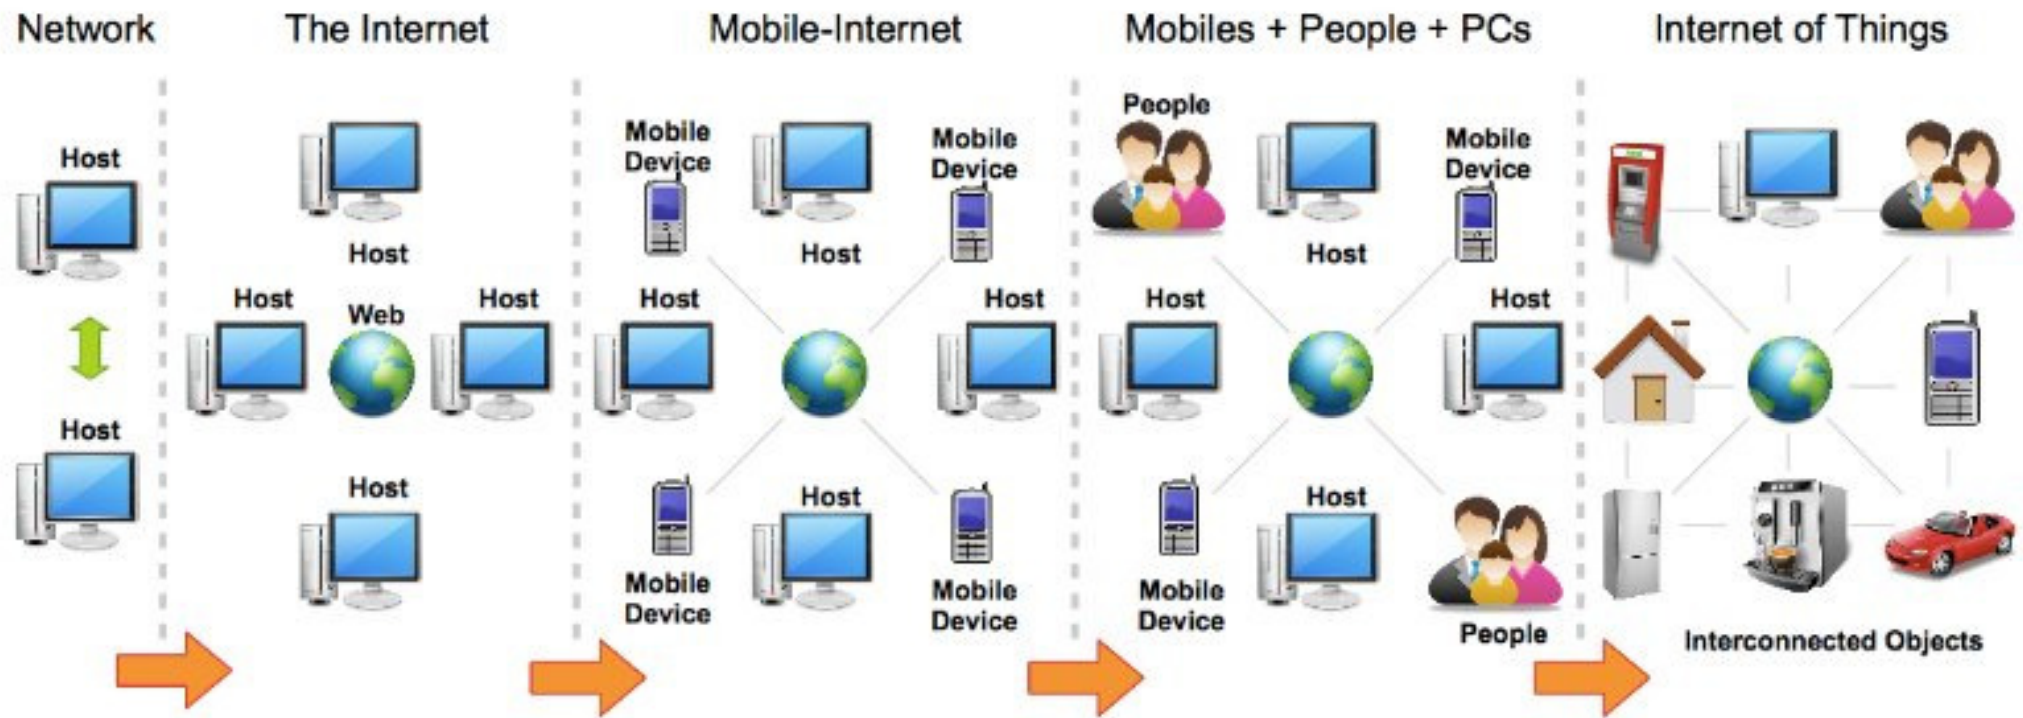 Network
The Internet
Mobile-Internet
Mobiles + People + PCs
Internet of Things
Host
Host
Host
Host
Web
Host
Host
Mobile
Device
Mobile
Device
Host
Host
Host
Host
Mobile
Device
Mobile
Device
People
Mobile
Device
Host
Host
Host
Host
Mobile
Device
People
Interconnected Objects